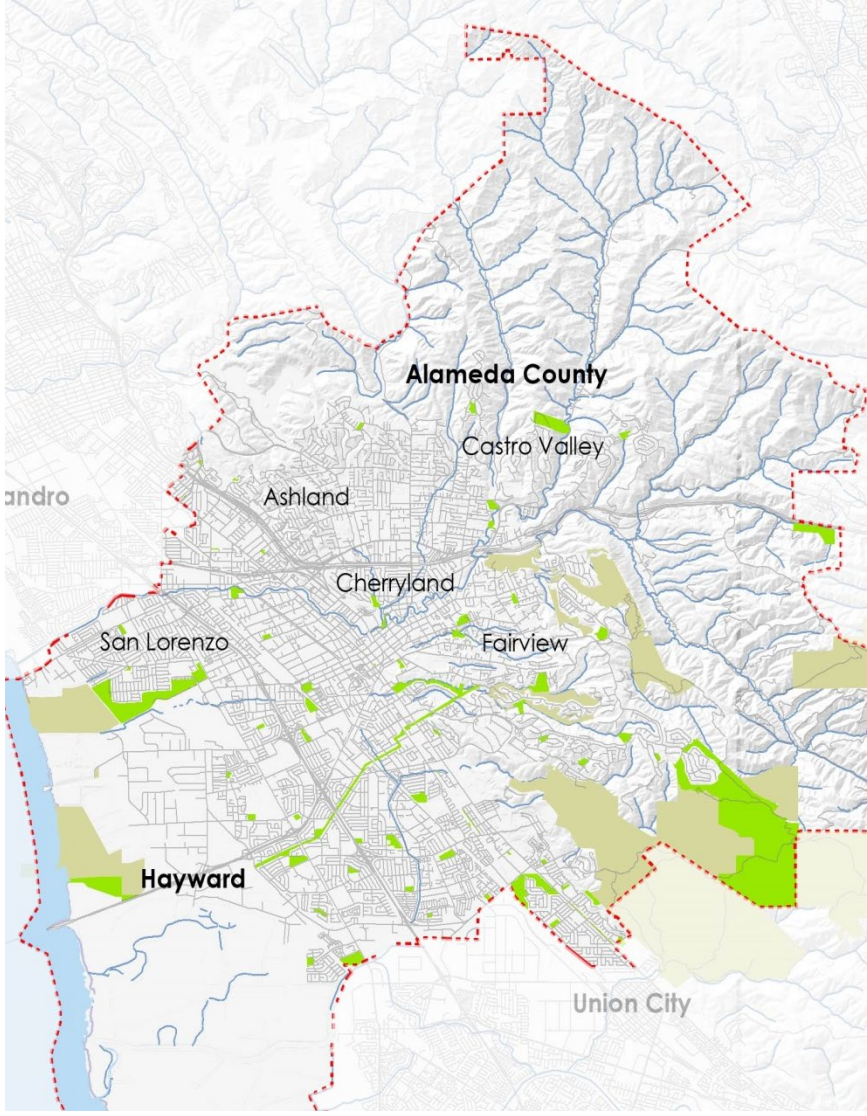 Alameda County
Castro Valley
Ashland
andro
Cherryland
San Lorenzo
Fairview
Hayward
Union City